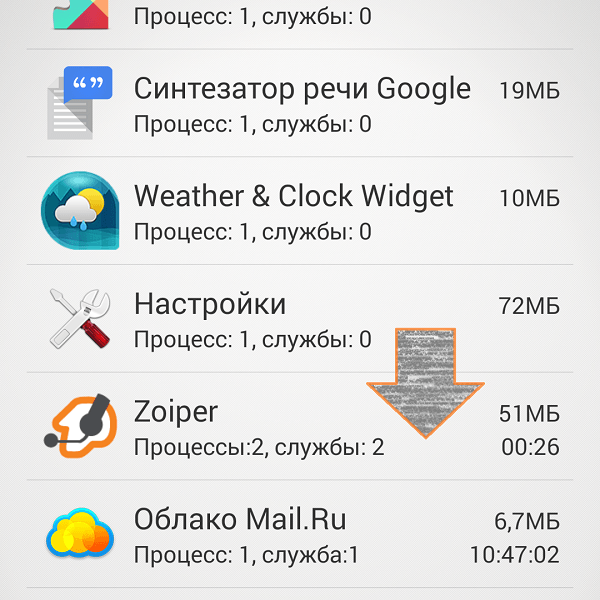 Процесс: 1, службы: 0
Синтезатор речи Google 19МБ
Процесс: 1, службы: 0
Weather & Clock Widget 10МБ
Процесс: 1, службы: 0
Настройки 72МБ
Процесс: 1, службы: 0
Zoiper 51МБ
Процессы:2, службы: 2 00:26
Облако Mail.Ru 6,7МБ
Процесс: 1, служба:1 10:47:02